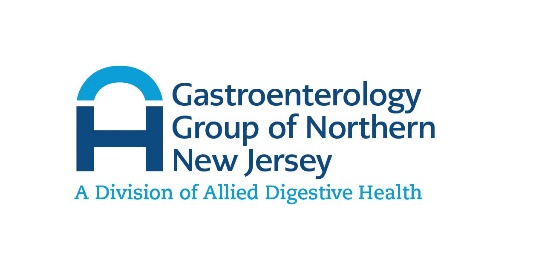 Gastroenterology
Group of Northern
New Jersey
A Division of Allied Digestive Health